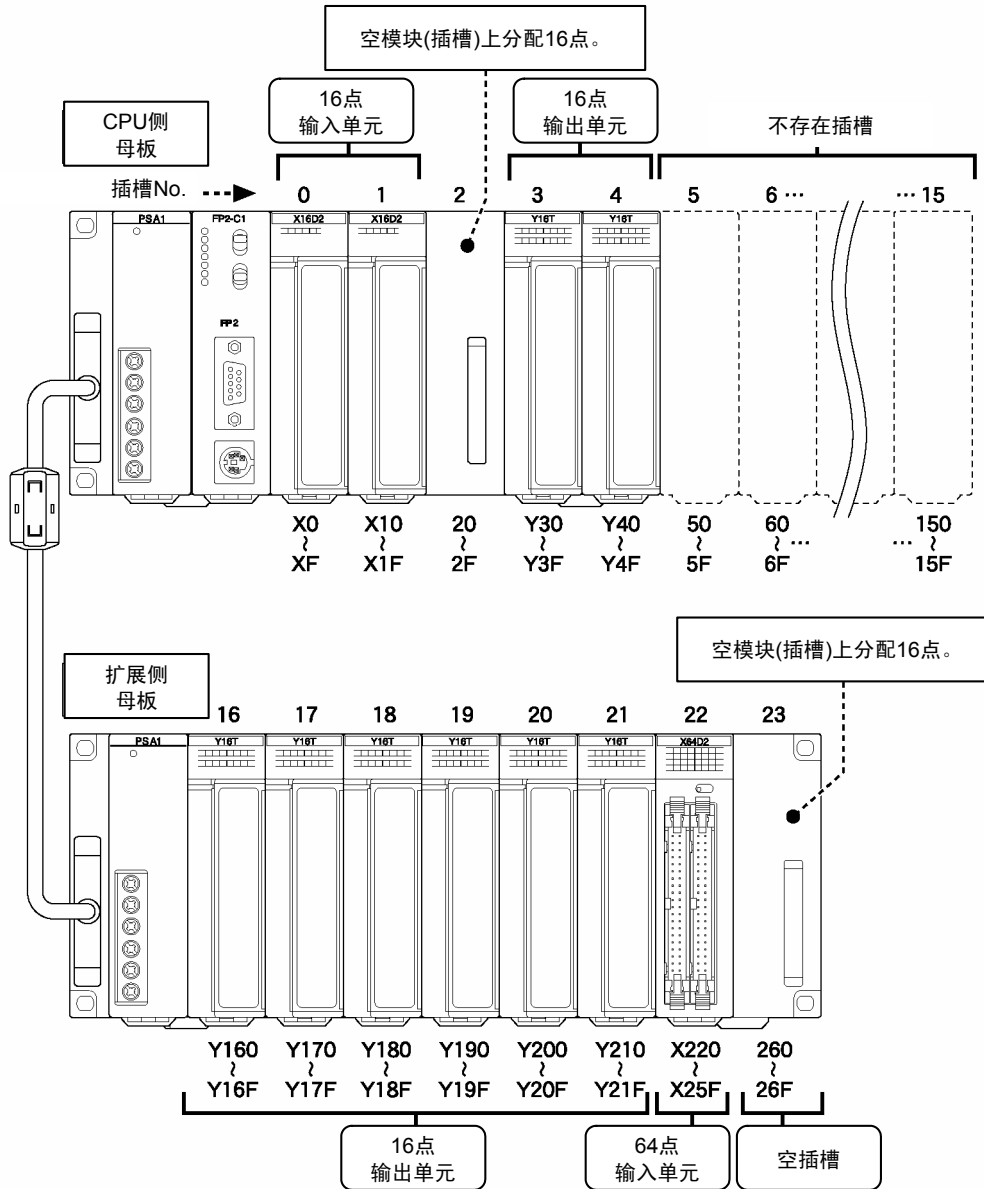 空模块(插槽)上分配16点。
16点
输入单元
16点
输出单元
CPU侧
母板
不存在插槽
插槽No.
0 1 2 3 4 5 6 ··· ··· 15
PSA1 FP2-C1 X16D2 X16D2 Y16T Y16T
FP2
X0 X10 20 Y30 Y40 50 60 150
~ ~ ~ ~ ~ ~ ~ ··· ··· ~
XF X1F 2F Y3F Y4F 5F 6F 15F
空模块(插槽)上分配16点。
扩展侧
母板
16 17 18 19 20 21 22 23
PSA1 Y16T Y16T Y16T Y16T Y16T Y16T X64D2
Y160 Y170 Y180 Y190 Y200 Y210 X220 260
~ ~ ~ ~ ~ ~ ~ ~
Y16F Y17F Y18F Y19F Y20F Y21F X25F 26F
16点
输出单元
64点
输入单元
空插槽